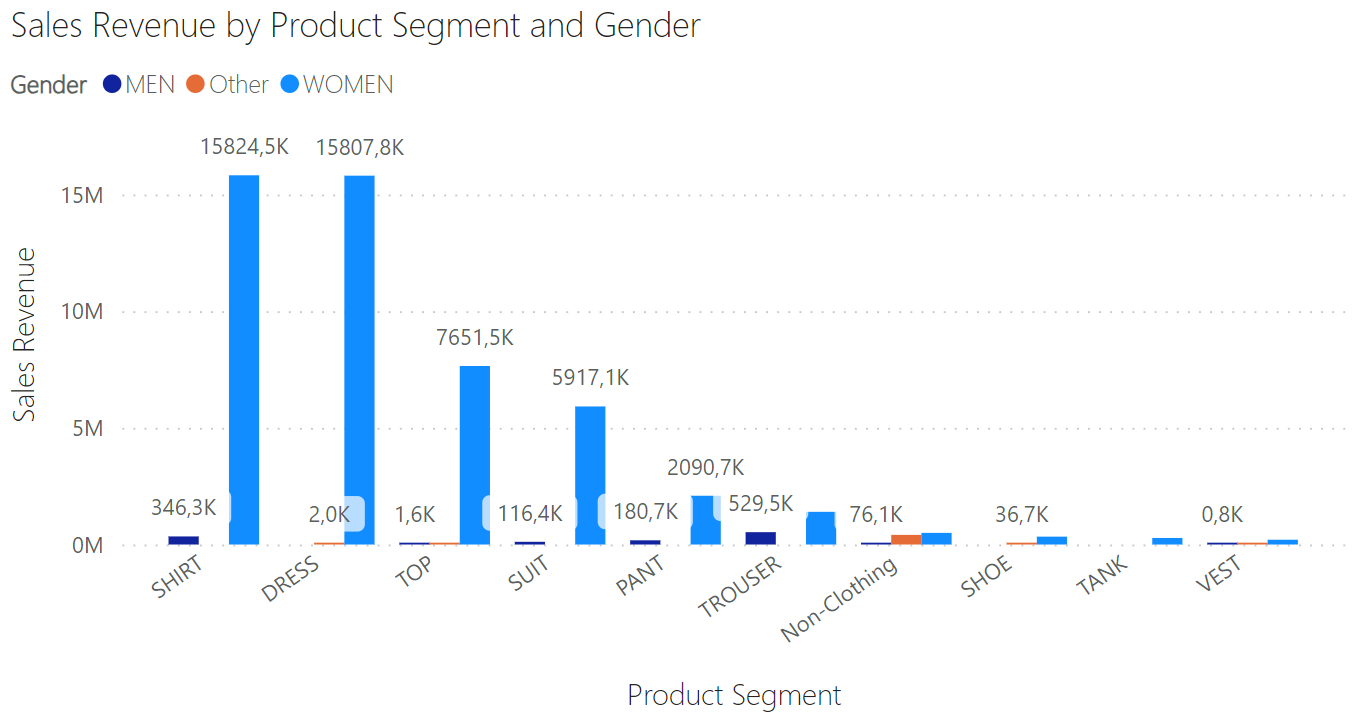 Sales Revenue by Product Segment and Gender
Gender MEN Other WOMEN
15824,5K 15807,8K
15M
10M
7651,5K
5917,1K
5M
2090,7K
346,3K 2,0K 1,6K 116,4K 180,7K 529,5K 76,1K 36,7K 0,8K
0M
Sales Revenue
SHIRT DRESS TOP SUIT PANT TROUSER Non-Clothing SHOE TANK VEST
Product Segment